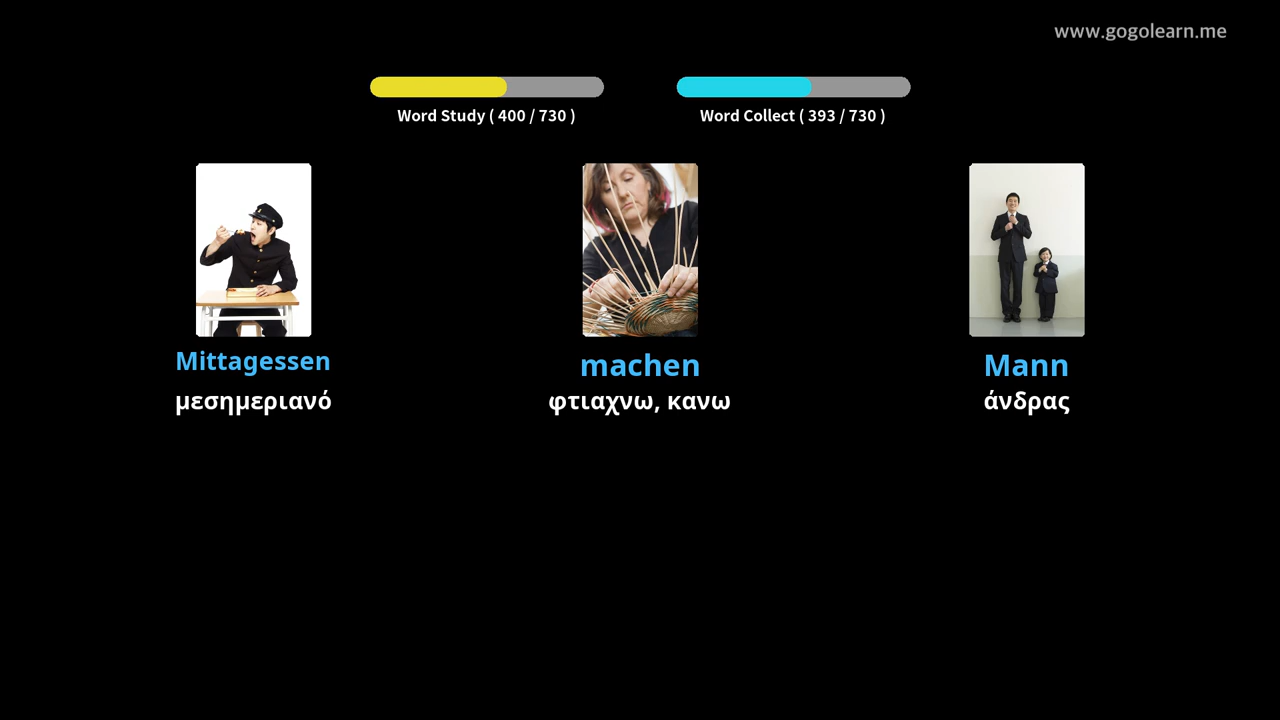 www.gogolearn.me
Word Study ( 400 / 730 )
Word Collect ( 393 / 730 )
Mittagessen
μεσημεριανό
machen
φτιαχνω, κανω
Mann
άνδρας